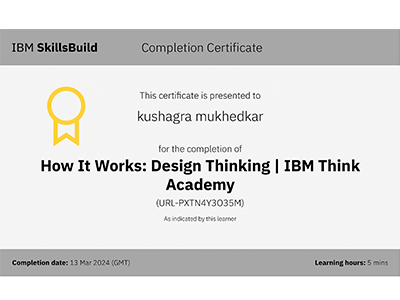 IBM SkillsBuild Completion Certificate
This certificate is presented to
kushagra mukhedkar
for the completion of
How It Works: Design Thinking | IBM Think
Academy
(URL-PXTN4Y3O35M)
As indicated by this learner
Completion date: 13 Mar 2024 (GMT) Learning hours: 5 mins